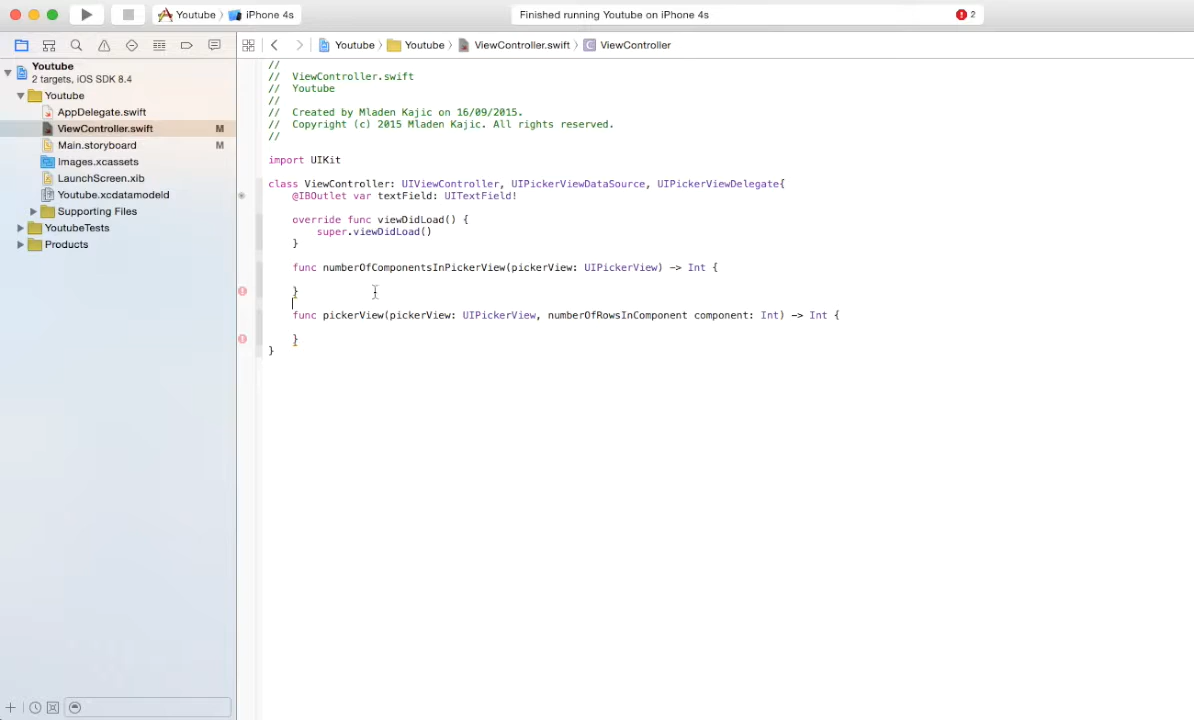 Youtube 〉 iPhone 4s
Finished running Youtube on iPhone 4s
2
Youtube 〉 Youtube 〉 ViewController.swift 〉 C ViewController
Youtube
2 targets, iOS SDK 8.4
Youtube
AppDelegate.swift
ViewController.swift M
Main.storyboard M
Images.xcassets
LaunchScreen.xib
Youtube.xcdatamodeld
Supporting Files
YoutubeTests
Products
//
//  ViewController.swift
//  Youtube
//
//  Created by Mladen Kajic on 16/09/2015.
//  Copyright (c) 2015 Mladen Kajic. All rights reserved.
//
import UIKit
class ViewController: UIViewController, UIPickerViewDataSource, UIPickerViewDelegate{
@IBOutlet var textField: UITextField!
override func viewDidLoad() {
super.viewDidLoad()
}
func numberOfComponentsInPickerView(pickerView: UIPickerView) -> Int {
}
func pickerView(pickerView: UIPickerView, numberOfRowsInComponent component: Int) -> Int {
}
}